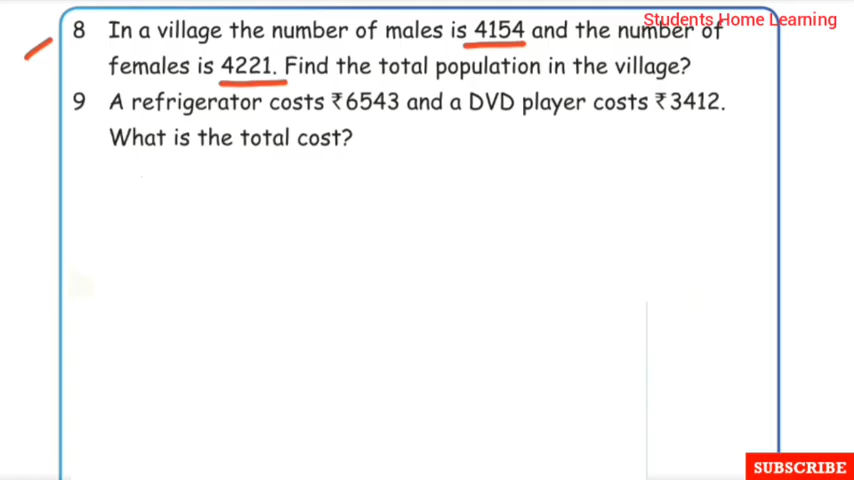 Students Home Learning
8 In a village the number of males is 4154 and the number of
females is 4221. Find the total population in the village?
9 A refrigerator costs ₹6543 and a DVD player costs ₹3412.
What is the total cost?
SUBSCRIBE